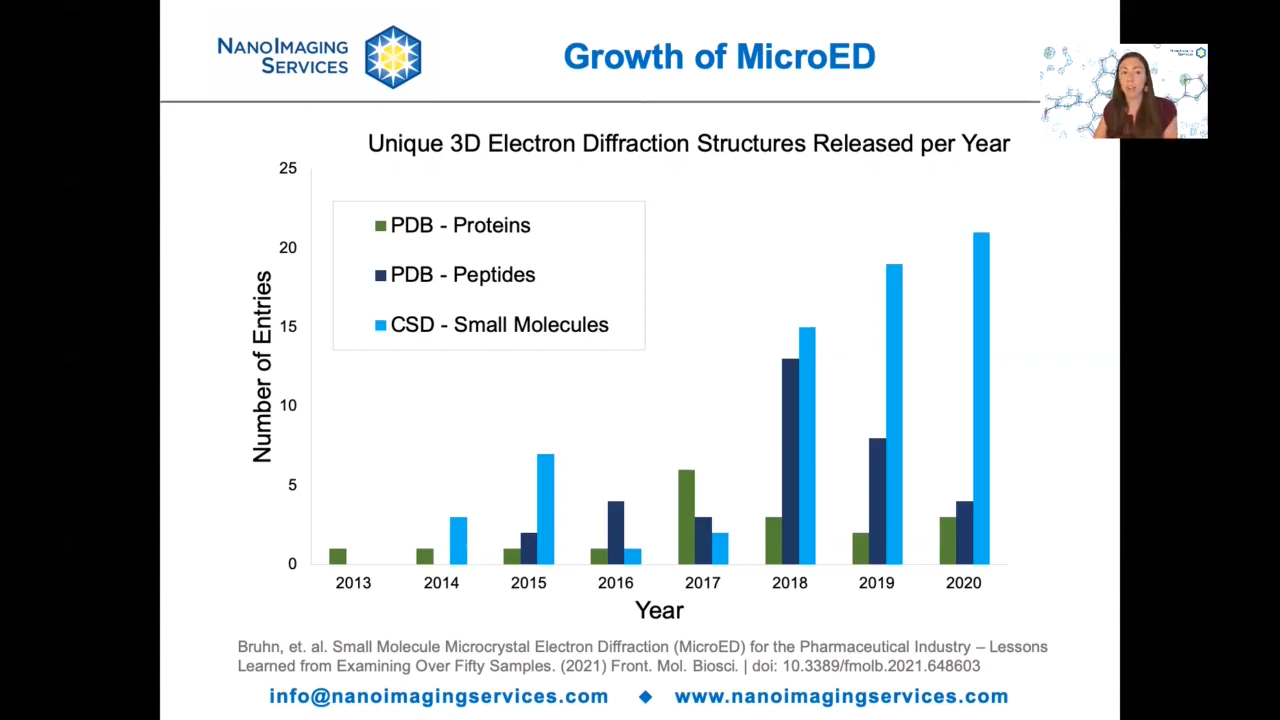 NANOIMAGING
SERVICES
Growth of MicroED
Unique 3D Electron Diffraction Structures Released per Year
25
20
15
10
5
0
Number of Entries
PDB - Proteins
PDB - Peptides
CSD - Small Molecules
2013 2014 2015 2016 2017 2018 2019 2020
Year
Bruhn, et. al. Small Molecule Microcrystal Electron Diffraction (MicroED) for the Pharmaceutical Industry – Lessons
Learned from Examining Over Fifty Samples. (2021) Front. Mol. Biosci. | doi: 10.3389/fmolb.2021.648603
info@nanoimagingservices.com ◆ www.nanoimagingservices.com